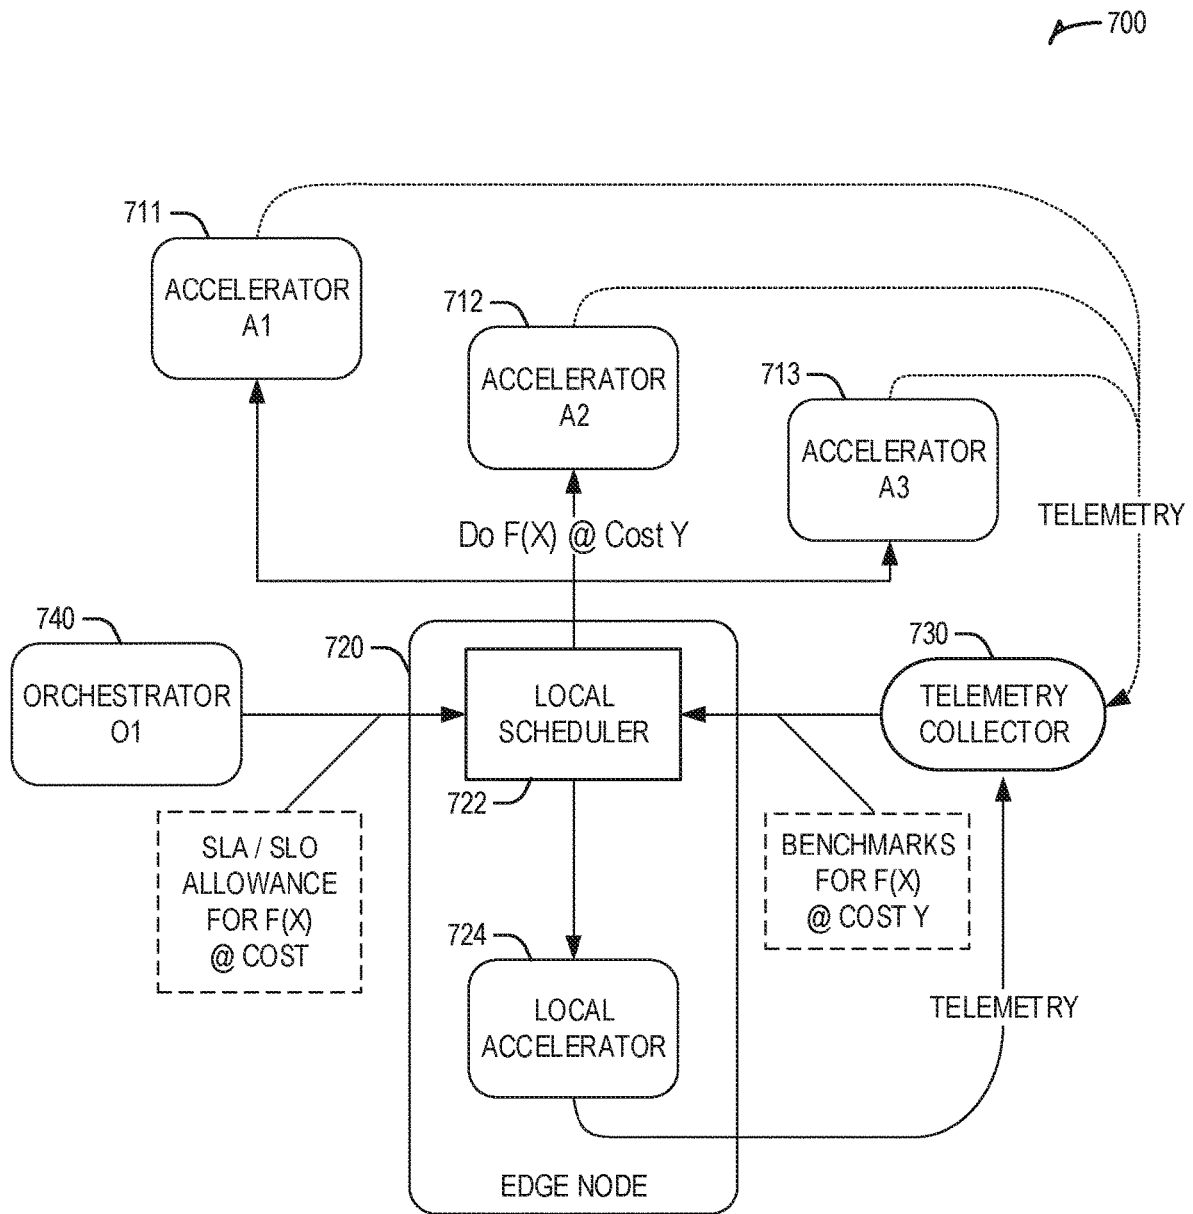 700
711
ACCELERATOR
A1
712
ACCELERATOR
A2
713
ACCELERATOR
A3
TELEMETRY
Do F(X) @ Cost Y
740
ORCHESTRATOR
O1
720
LOCAL
SCHEDULER
722
730
TELEMETRY
COLLECTOR
SLA / SLO
ALLOWANCE
FOR F(X)
@ COST
BENCHMARKS
FOR F(X)
@ COST Y
724
LOCAL
ACCELERATOR
TELEMETRY
EDGE NODE